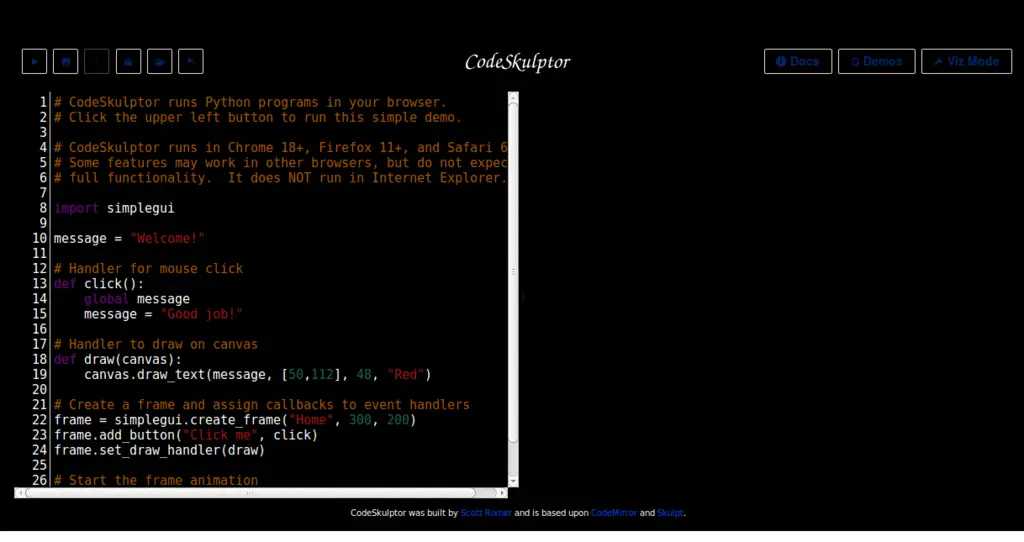 CodeSkulptor
Docs
Demos
Viz Mode
1 # CodeSkulptor runs Python programs in your browser.
2 # Click the upper left button to run this simple demo.
3
4 # CodeSkulptor runs in Chrome 18+, Firefox 11+, and Safari 6
5 # Some features may work in other browsers, but do not expec
6 # full functionality.  It does NOT run in Internet Explorer.
7
8 import simplegui
9
10 message = "Welcome!"
11
12 # Handler for mouse click
13 def click():
14     global message
15     message = "Good job!"
16
17 # Handler to draw on canvas
18 def draw(canvas):
19     canvas.draw_text(message, [50,112], 48, "Red")
20
21 # Create a frame and assign callbacks to event handlers
22 frame = simplegui.create_frame("Home", 300, 200)
23 frame.add_button("Click me", click)
24 frame.set_draw_handler(draw)
25
26 # Start the frame animation
CodeSkulptor was built by Scott Rixner and is based upon CodeMirror and Skulpt.